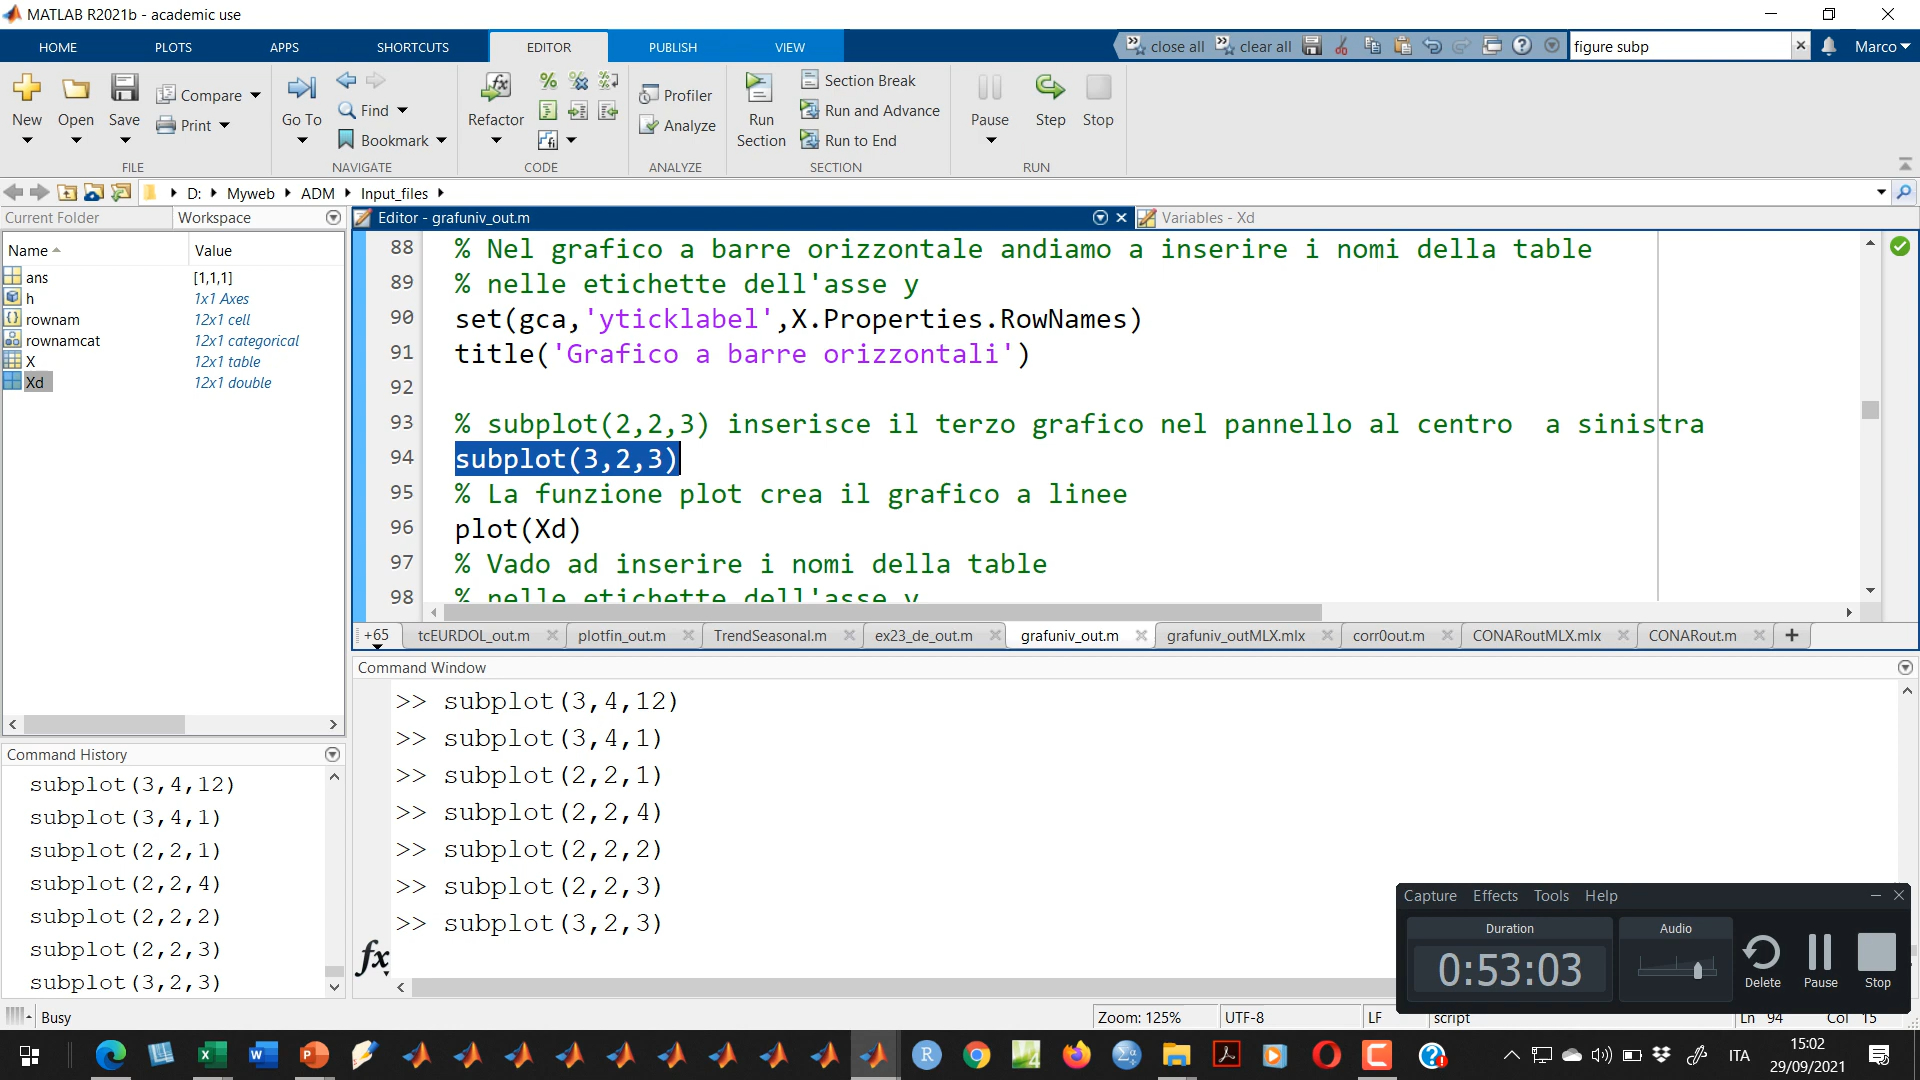 MATLAB R2021b - academic use
HOME PLOTS APPS SHORTCUTS EDITOR PUBLISH VIEW close all clear all figure subp Marco
New Open Save Compare Print Go To Find Bookmark Refactor Profiler Analyze Run Section Section Break Run and Advance Run to End Pause Step Stop
FILE NAVIGATE CODE ANALYZE SECTION RUN
D: Myweb ADM Input_files
Current Folder Workspace
Name Value
ans [1,1,1]
h 1x1 Axes
rownam 12x1 cell
rownamcat 12x1 categorical
X 12x1 table
Xd 12x1 double
Command History
subplot(3,4,12)
subplot(3,4,1)
subplot(2,2,1)
subplot(2,2,4)
subplot(2,2,2)
subplot(2,2,3)
subplot(3,2,3)
Editor - grafuniv_out.m Variables - Xd
88 % Nel grafico a barre orizzontale andiamo a inserire i nomi della table
89 % nelle etichette dell'asse y
90 set(gca,'yticklabel',X.Properties.RowNames)
91 title('Grafico a barre orizzontali')
92
93 % subplot(2,2,3) inserisce il terzo grafico nel pannello al centro  a sinistra
94 subplot(3,2,3)
95 % La funzione plot crea il grafico a linee
96 plot(Xd)
97 % Vado ad inserire i nomi della table
98 % nelle etichette dell'asse y
+65 tcEURDOL_out.m plotfin_out.m TrendSeasonal.m ex23_de_out.m grafuniv_out.m grafuniv_outMLX.mlx corr0out.m CONARoutMLX.mlx CONARout.m
Command Window
>> subplot(3,4,12)
>> subplot(3,4,1)
>> subplot(2,2,1)
>> subplot(2,2,4)
>> subplot(2,2,2)
>> subplot(2,2,3)
>> subplot(3,2,3)
fx
Capture Effects Tools Help
Duration Audio
0:53:03
Delete Pause Stop
Busy Zoom: 125% UTF-8 LF script Ln 94 Col 15
ITA 15:02
29/09/2021